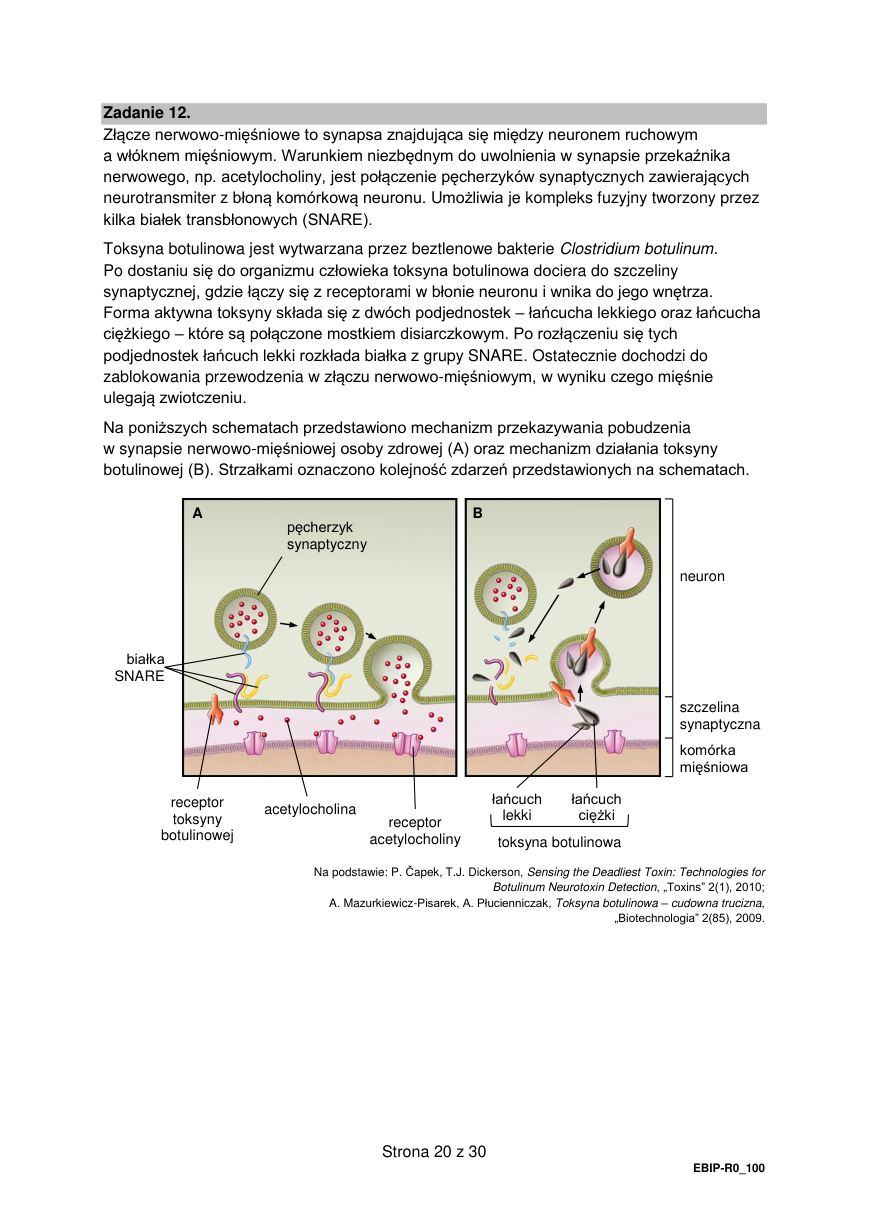 Zadanie 12.
Złącze nerwowo-mięśniowe to synapsa znajdująca się między neuronem ruchowym
a włóknem mięśniowym. Warunkiem niezbędnym do uwolnienia w synapsie przekaźnika
nerwowego, np. acetylocholiny, jest połączenie pęcherzyków synaptycznych zawierających
neurotransmiter z błoną komórkową neuronu. Umożliwia je kompleks fuzyjny tworzony przez
kilka białek transbłonowych (SNARE).
Toksyna botulinowa jest wytwarzana przez beztlenowe bakterie Clostridium botulinum.
Po dostaniu się do organizmu człowieka toksyna botulinowa dociera do szczeliny
synaptycznej, gdzie łączy się z receptorami w błonie neuronu i wnika do jego wnętrza.
Forma aktywna toksyny składa się z dwóch podjednostek – łańcucha lekkiego oraz łańcucha
ciężkiego – które są połączone mostkiem disiarczkowym. Po rozłączeniu się tych
podjednostek łańcuch lekki rozkłada białka z grupy SNARE. Ostatecznie dochodzi do
zablokowania przewodzenia w złączu nerwowo-mięśniowym, w wyniku czego mięśnie
ulegają zwiotczeniu.
Na poniższych schematach przedstawiono mechanizm przekazywania pobudzenia
w synapsie nerwowo-mięśniowej osoby zdrowej (A) oraz mechanizm działania toksyny
botulinowej (B). Strzałkami oznaczono kolejność zdarzeń przedstawionych na schematach.
A
pęcherzyk
synaptyczny
białka
SNARE
receptor
toksyny
botulinowej
acetylocholina
receptor
acetylocholiny
B
neuron
szczelina
synaptyczna
komórka
mięśniowa
łańcuch
lekki
łańcuch
ciężki
toksyna botulinowa
Na podstawie: P. Čapek, T.J. Dickerson, Sensing the Deadliest Toxin: Technologies for
Botulinum Neurotoxin Detection, „Toxins” 2(1), 2010;
A. Mazurkiewicz-Pisarek, A. Płucienniczak, Toksyna botulinowa – cudowna trucizna,
„Biotechnologia” 2(85), 2009.
Strona 20 z 30
EBIP-R0_100